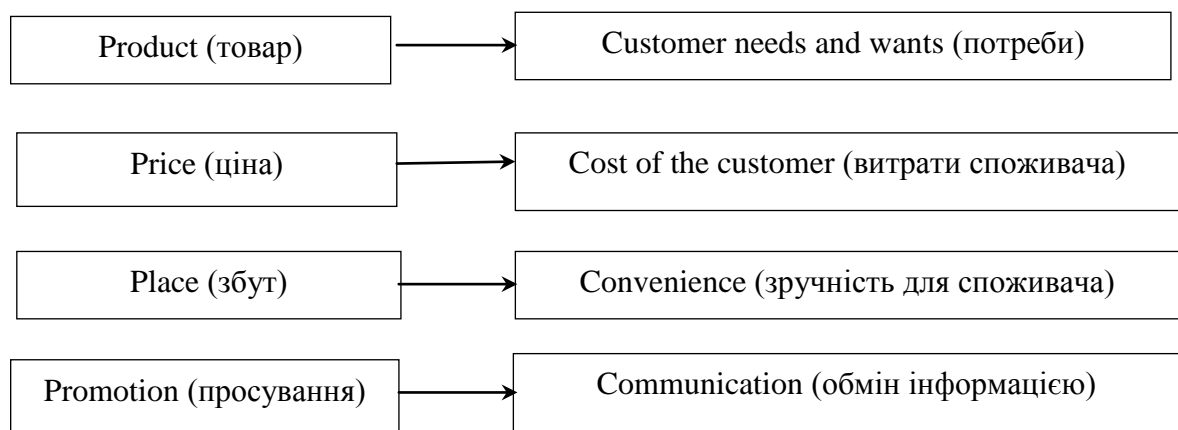 Product (товар)
Customer needs and wants (потреби)
Price (ціна)
Cost of the customer (витрати споживача)
Place (збут)
Convenience (зручність для споживача)
Promotion (просування)
Communication (обмін інформацією)